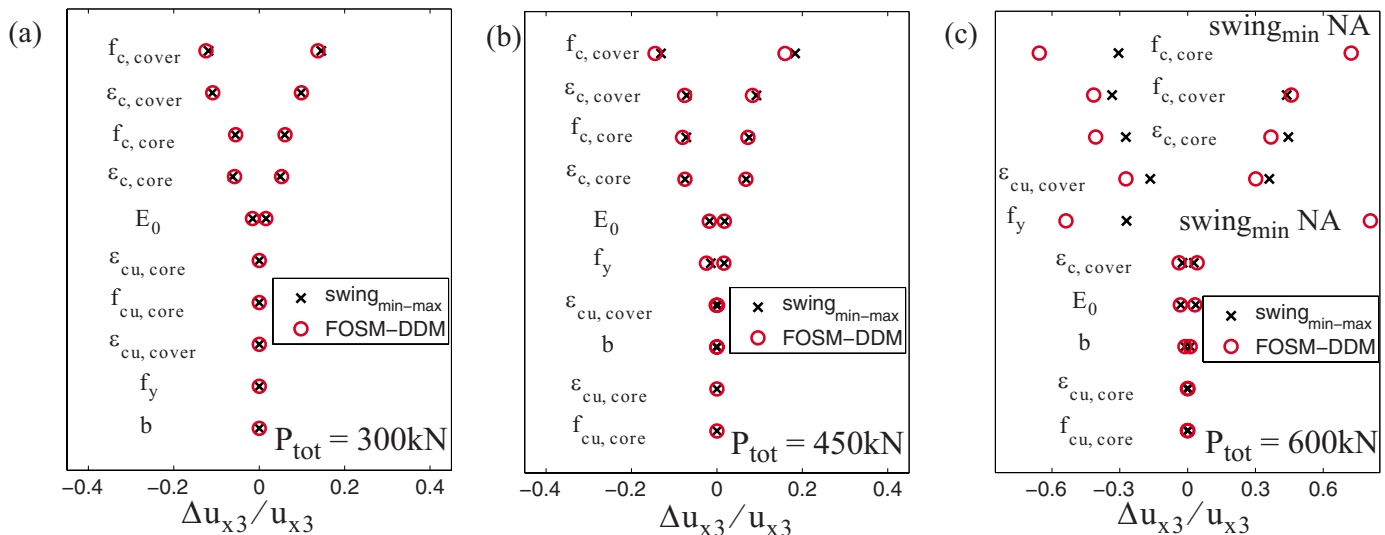 (a)
f_c, cover
ε_c, cover
f_c, core
ε_c, core
E_0
ε_cu, core
f_cu, core
ε_cu, cover
f_y
b
swing_min−max
FOSM−DDM
P_tot = 300kN
−0.4 −0.2 0 0.2 0.4
Δu_x3/u_x3
(b)
f_c, cover
ε_c, cover
f_c, core
ε_c, core
E_0
f_y
ε_cu, cover
b
ε_cu, core
f_cu, core
swing_min−max
FOSM−DDM
P_tot = 450kN
−0.4 −0.2 0 0.2 0.4
Δu_x3/u_x3
(c)
swing_min NA
f_c, core
f_c, cover
ε_c, core
ε_cu, cover
f_y
swing_min NA
ε_c, cover
E_0
b
ε_cu, core
f_cu, core
swing_min−max
FOSM−DDM
P_tot = 600kN
−0.6 −0.3 0 0.3 0.6
Δu_x3/u_x3